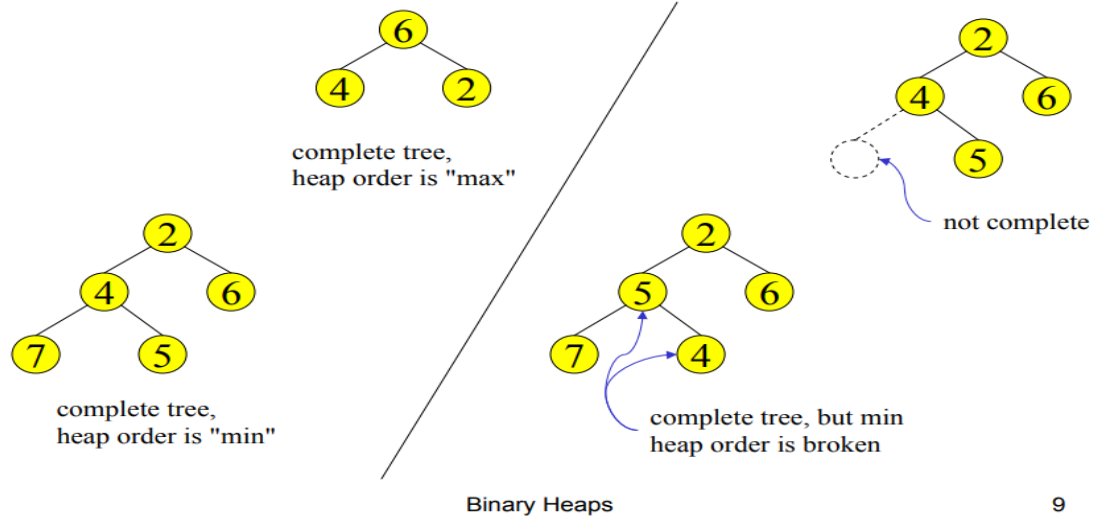 6
4 2
complete tree,
heap order is "max"
2
4 6
7 5
complete tree,
heap order is "min"
2
4 6
5
not complete
2
5 6
7 4
complete tree, but min
heap order is broken
Binary Heaps
9